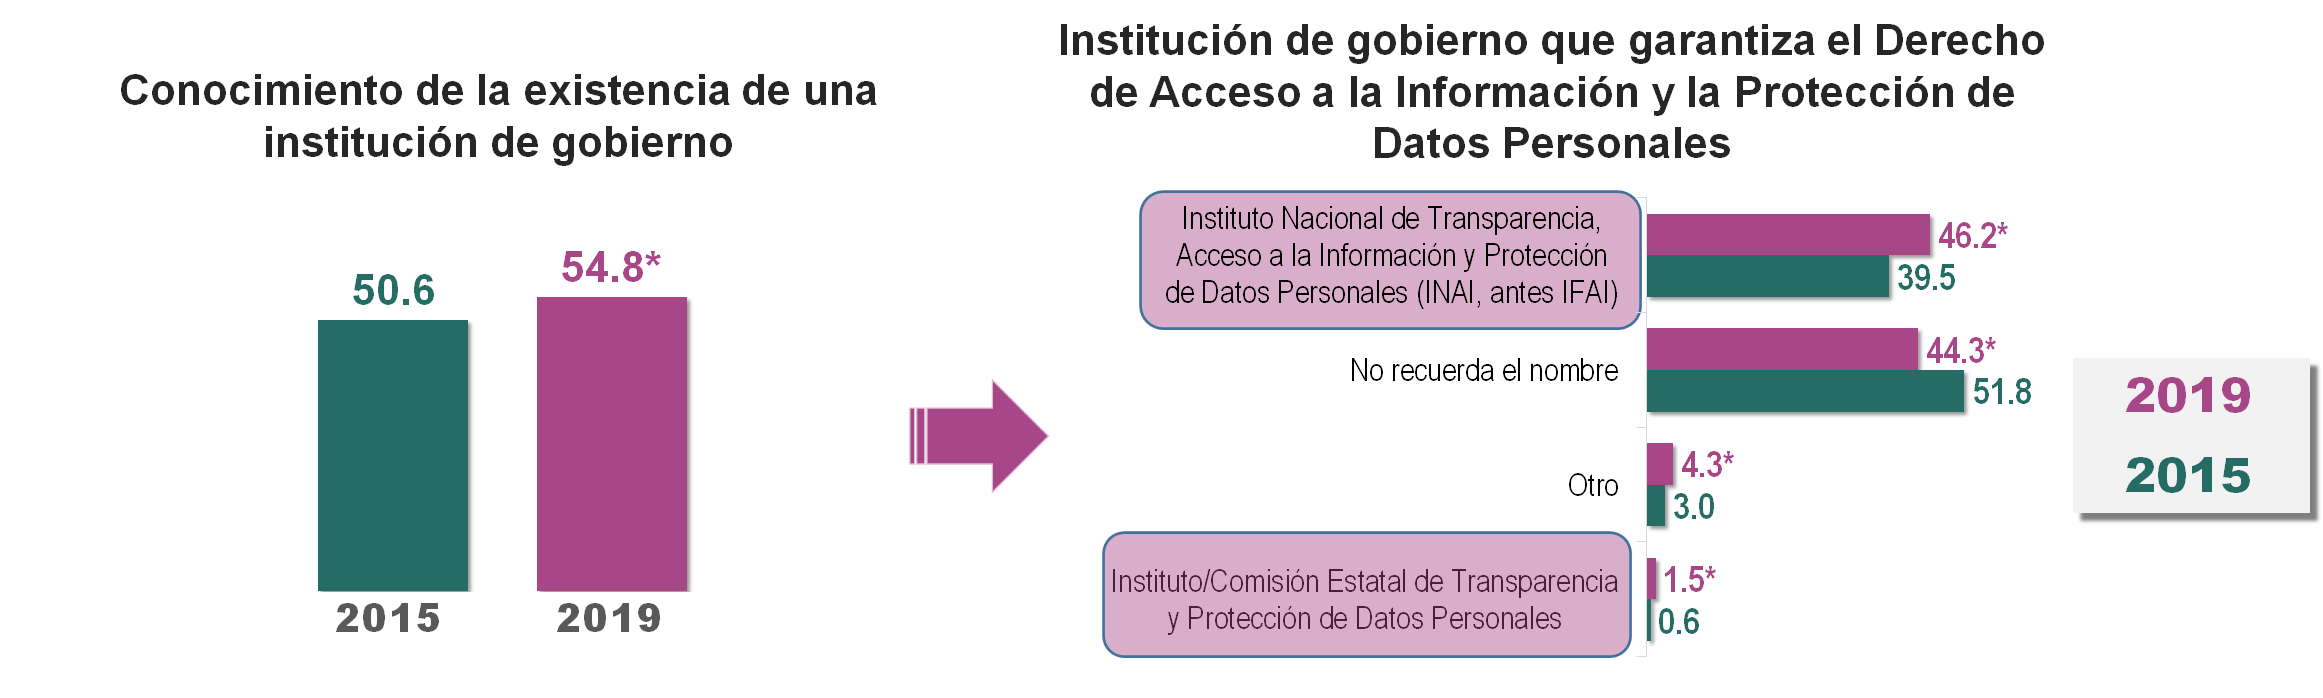 Conocimiento de la existencia de una
institución de gobierno
50.6
54.8*
2015
2019
Institución de gobierno que garantiza el Derecho
de Acceso a la Información y la Protección de
Datos Personales
Instituto Nacional de Transparencia,
Acceso a la Información y Protección
de Datos Personales (INAI, antes IFAI)
46.2*
39.5
No recuerda el nombre
44.3*
51.8
Otro
4.3*
3.0
Instituto/Comisión Estatal de Transparencia
y Protección de Datos Personales
1.5*
0.6
2019
2015